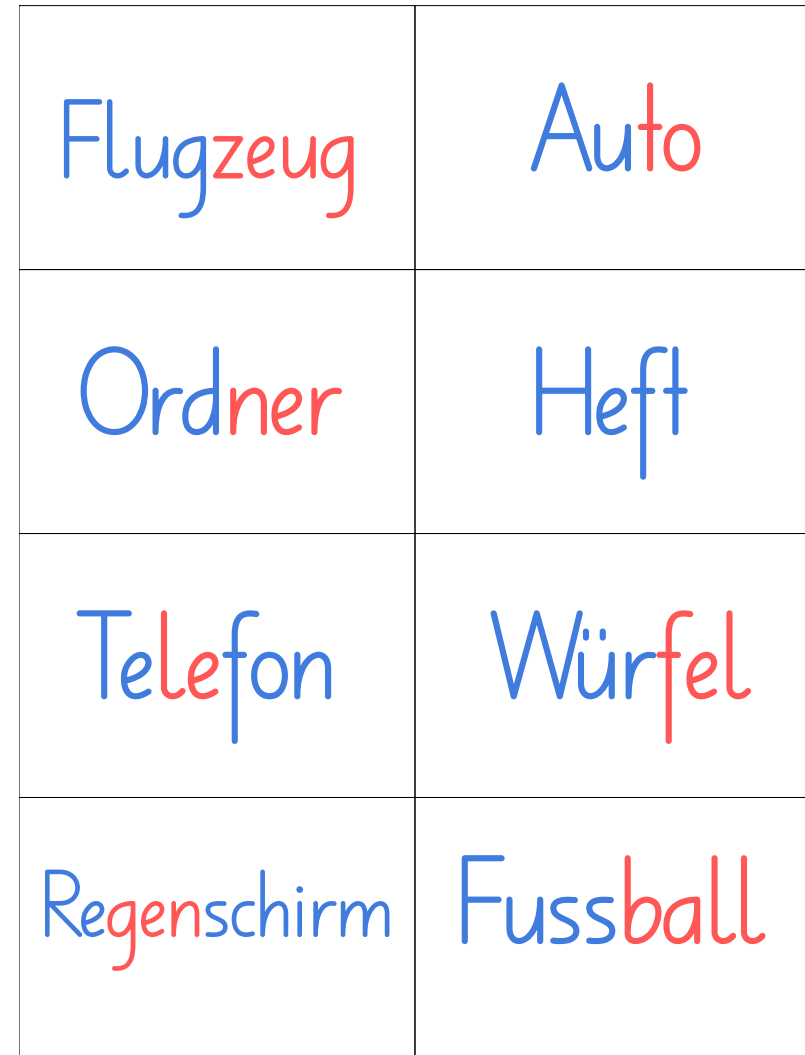 Flugzeug
Auto
Ordner
Heft
Telefon
Würfel
Regenschirm
Fussball